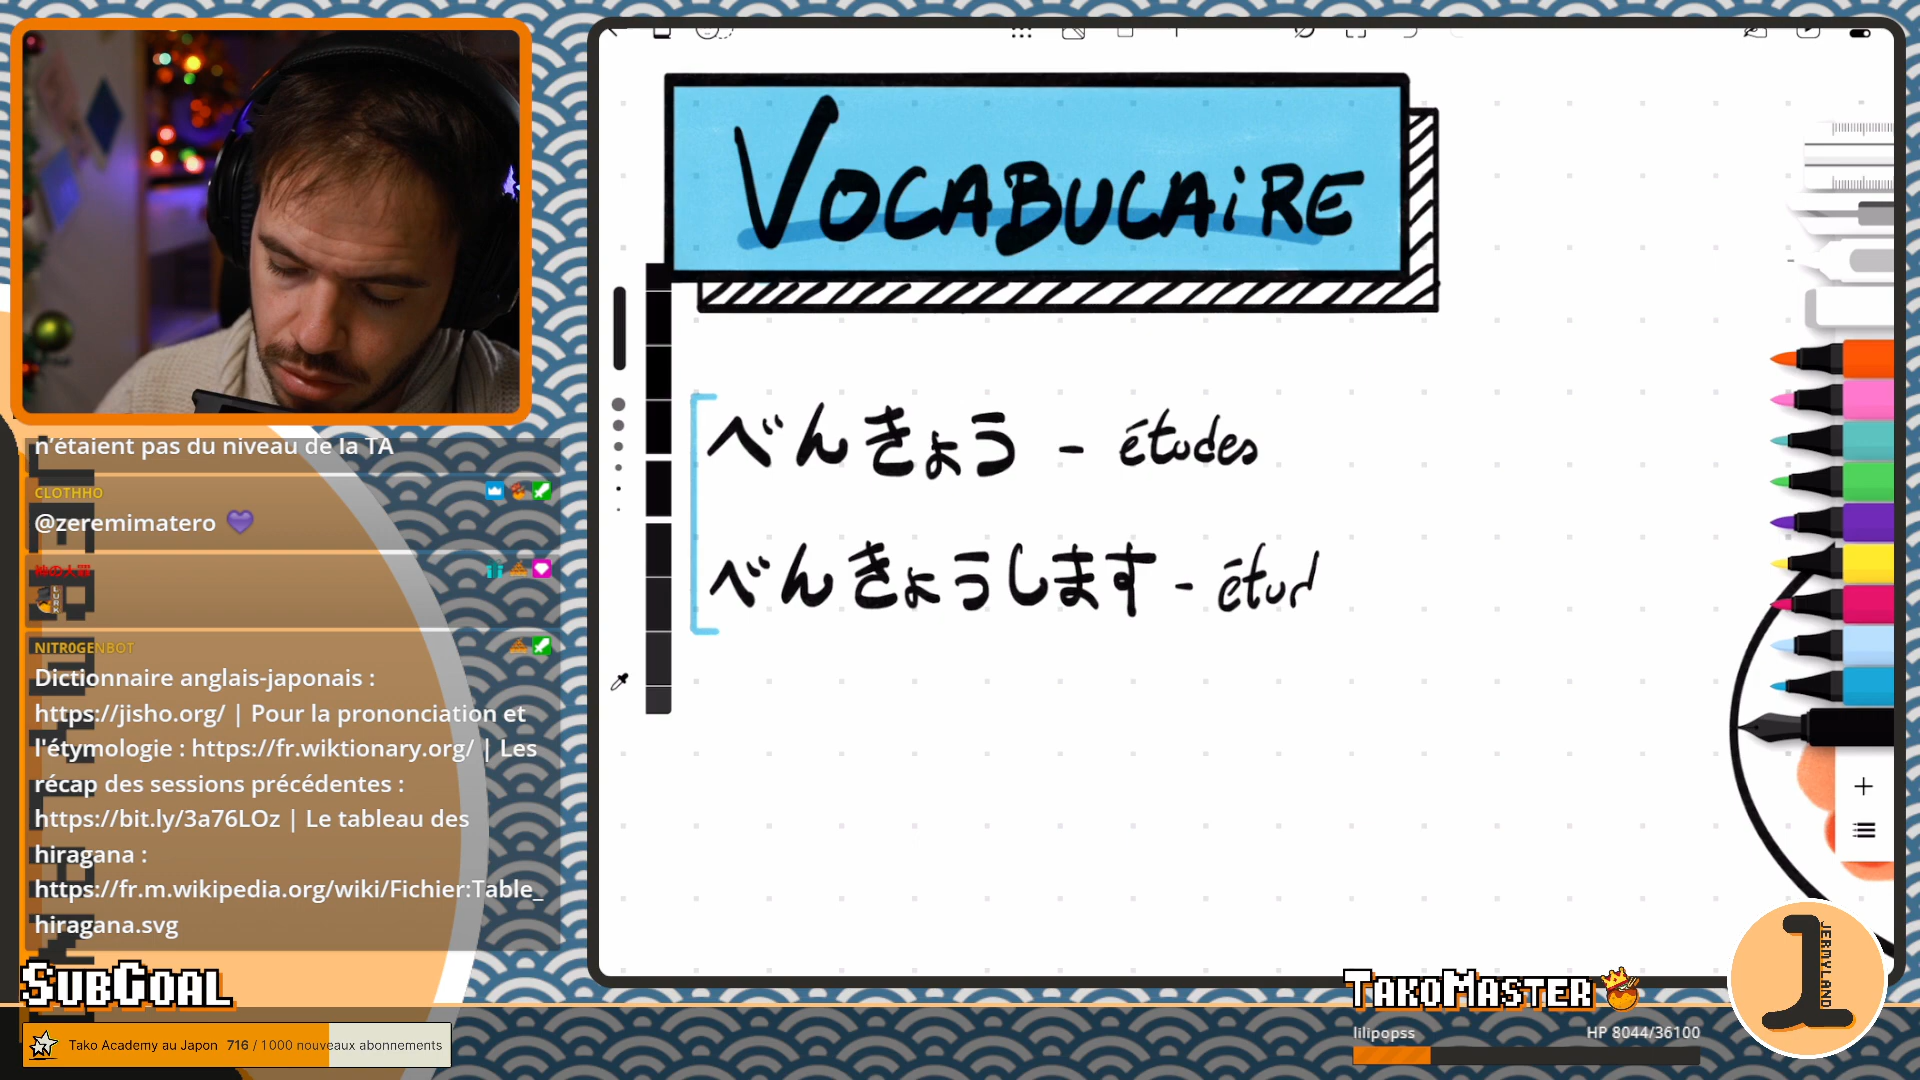 VOCABULAIRE
べんきょう - études
べんきょうします - étud
n'étaient pas du niveau de la TA
CLOTHHO
@zeremimatero
NITR0GENBOT
Dictionnaire anglais-japonais :
https://jisho.org/ | Pour la prononciation et
l'étymologie : https://fr.wiktionary.org/ | Les
récap des sessions précédentes :
https://bit.ly/3a76LOz | Le tableau des
hiragana :
https://fr.m.wikipedia.org/wiki/Fichier:Table_
hiragana.svg
SUBGOAL
Tako Academy au Japon 716 / 1000 nouveaux abonnements
TAKOMASTER
lilipopss HP 8044/36100
JERMYLAND